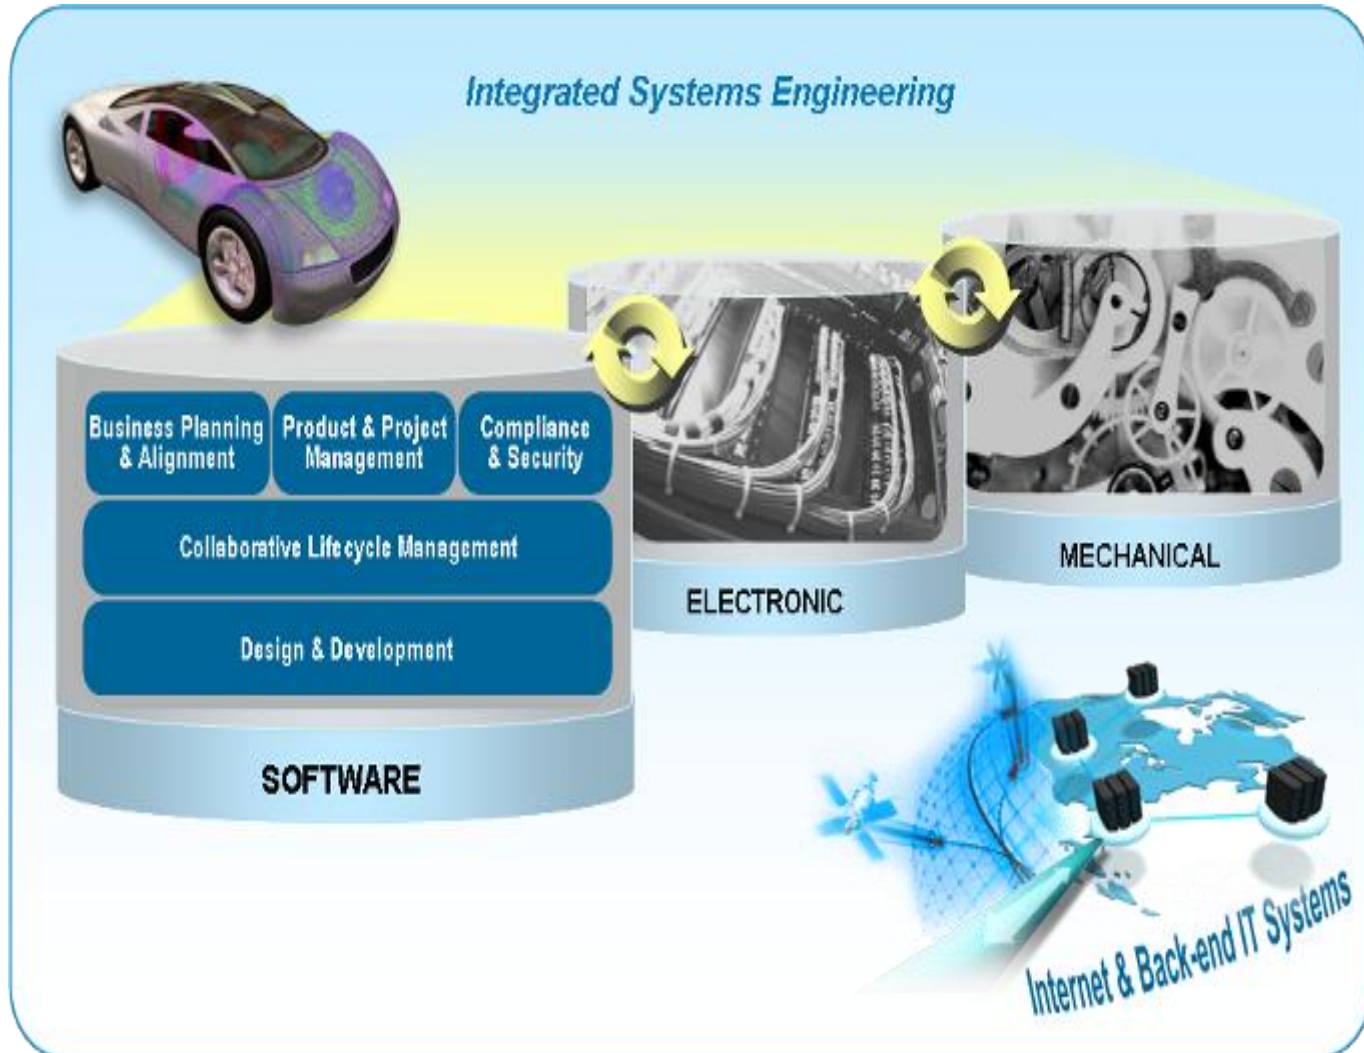 Integrated Systems Engineering
Business Planning
& Alignment
Product & Project
Management
Compliance
& Security
Collaborative Lifecycle Management
Design & Development
SOFTWARE
ELECTRONIC
MECHANICAL
Internet & Back-end IT Systems